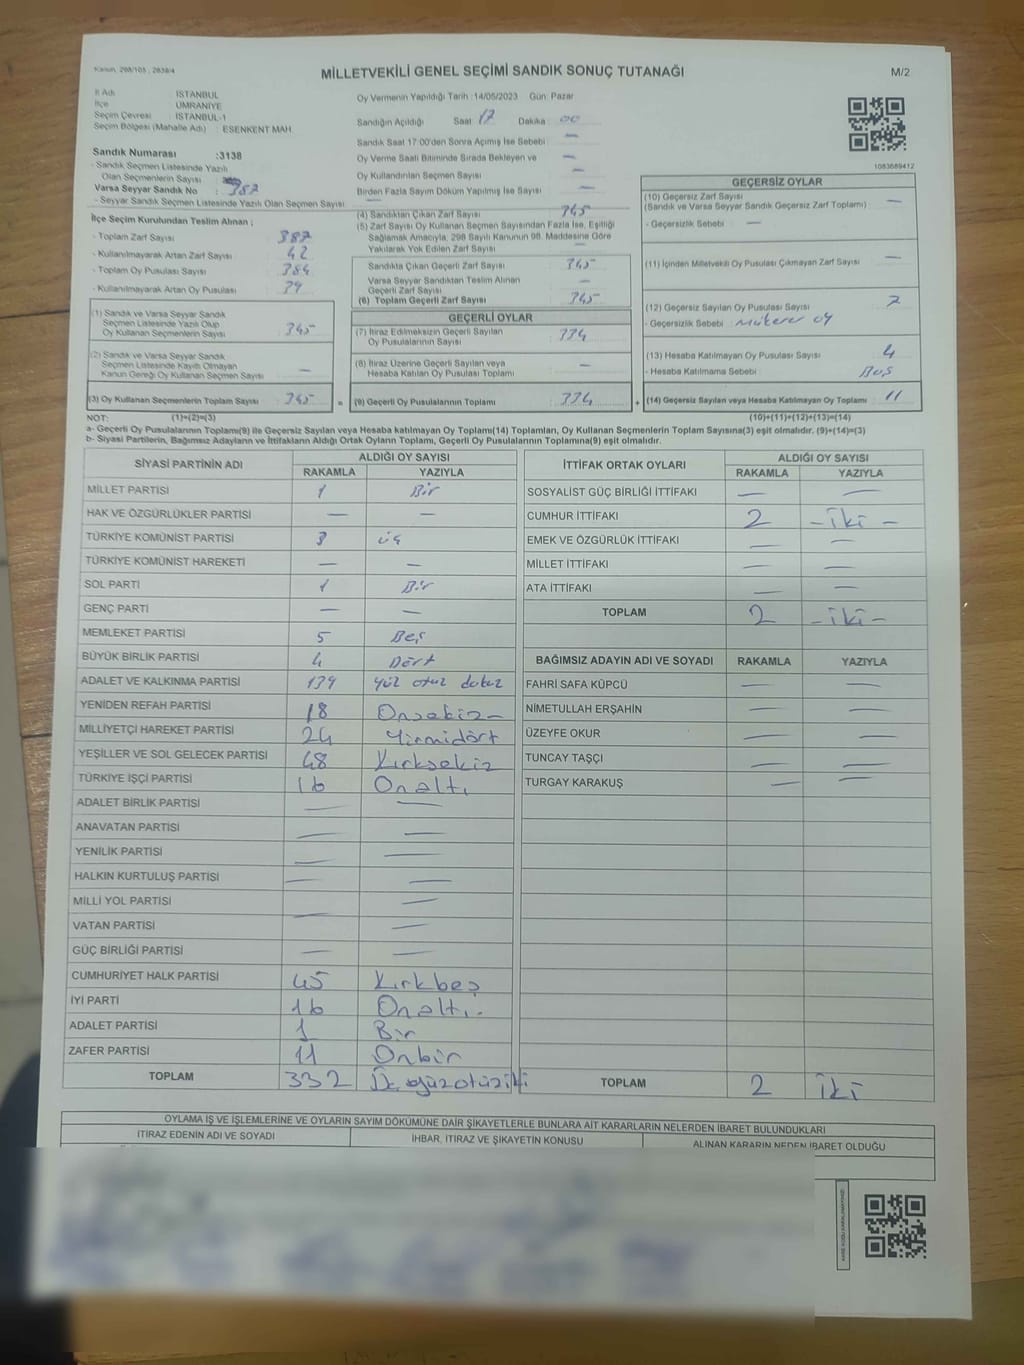 Kanun, 298/105 ; 2839/4
MİLLETVEKİLİ GENEL SEÇİMİ SANDIK SONUÇ TUTANAĞI
M/2
İl Adı : İSTANBUL
İlçe : ÜMRANİYE
Seçim Çevresi : İSTANBUL-1
Seçim Bölgesi (Mahalle Adı) : ESENKENT MAH.
Sandık Numarası :3138
- Sandık Seçmen Listesinde Yazılı
Olan Seçmenlerin Sayısı : 387
Varsa Seyyar Sandık No :
- Seyyar Sandık Seçmen Listesinde Yazılı Olan Seçmen Sayısı : —
Oy Vermenin Yapıldığı Tarih :14/05/2023 Gün: Pazar
Sandığın Açıldığı Saat 17 Dakika : 00
Sandık Saat 17:00'den Sonra Açılmış İse Sebebi : —
Oy Verme Saati Bitiminde Sırada Bekleyen ve —
Oy Kullandırılan Seçmen Sayısı : —
Birden Fazla Sayım Döküm Yapılmış İse Sayısı : —
1083689412
İlçe Seçim Kurulundan Teslim Alınan ;
- Toplam Zarf Sayısı : 387
- Kullanılmayarak Artan Zarf Sayısı : 42
- Toplam Oy Pusulası Sayısı : 384
- Kullanılmayarak Artan Oy Pusulası : 39
(1) Sandık ve Varsa Seyyar Sandık
Seçmen Listesinde Yazılı Olup
Oy Kullanan Seçmenlerin Sayısı : 345
(2) Sandık ve Varsa Seyyar Sandık
Seçmen Listesinde Kayıtlı Olmayan
Kanun Gereği Oy Kullanan Seçmen Sayısı : —
(3) Oy Kullanan Seçmenlerin Toplam Sayısı : 345 =
(4) Sandıktan Çıkan Zarf Sayısı : 345
(5) Zarf Sayısı Oy Kullanan Seçmen Sayısından Fazla İse, Eşitliği
Sağlamak Amacıyla, 298 Sayılı Kanunun 98. Maddesine Göre
Yakılarak Yok Edilen Zarf Sayısı : —
Sandıkta Çıkan Geçerli Zarf Sayısı : 345
Varsa Seyyar Sandıktan Teslim Alınan
Geçerli Zarf Sayısı : —
(6) Toplam Geçerli Zarf Sayısı : 345
GEÇERLİ OYLAR
(7) İtiraz Edilmeksizin Geçerli Sayılan
Oy Pusulalarının Sayısı : 334
(8) İtiraz Üzerine Geçerli Sayılan veya
Hesaba Katılan Oy Pusulası Toplamı : —
(9) Geçerli Oy Pusulalarının Toplamı : 334 +
GEÇERSİZ OYLAR
(10) Geçersiz Zarf Sayısı
(Sandık ve Varsa Seyyar Sandık Geçersiz Zarf Toplamı) : —
- Geçersizlik Sebebi : —
(11) İçinden Milletvekili Oy Pusulası Çıkmayan Zarf Sayısı : —
(12) Geçersiz Sayılan Oy Pusulası Sayısı : 7
- Geçersizlik Sebebi : Mükerer oy
(13) Hesaba Katılmayan Oy Pusulası Sayısı : 4
- Hesaba Katılmama Sebebi : Boş
(14) Geçersiz Sayılan veya Hesaba Katılmayan Oy Toplamı : 11
NOT: (1)+(2)=(3) (10)+(11)+(12)+(13)=(14)
a- Geçerli Oy Pusulalarının Toplamı(9) ile Geçersiz Sayılan veya Hesaba katılmayan Oy Toplamı(14) Toplamları, Oy Kullanan Seçmenlerin Toplam Sayısına(3) eşit olmalıdır. (9)+(14)=(3)
b- Siyasi Partilerin, Bağımsız Adayların ve İttifakların Aldığı Ortak Oyların Toplamı, Geçerli Oy Pusulalarının Toplamına(9) eşit olmalıdır.
SİYASİ PARTİNİN ADI ALDIĞI OY SAYISI
RAKAMLA YAZIYLA
MİLLET PARTİSİ 1 Bir
HAK VE ÖZGÜRLÜKLER PARTİSİ — —
TÜRKİYE KOMÜNİST PARTİSİ 3 üç
TÜRKİYE KOMÜNİST HAREKETİ — —
SOL PARTİ 1 Bir
GENÇ PARTİ — —
MEMLEKET PARTİSİ 5 Beş
BÜYÜK BİRLİK PARTİSİ 4 Dört
ADALET VE KALKINMA PARTİSİ 139 yüz otuz dokuz
YENİDEN REFAH PARTİSİ 18 Onsekiz —
MİLLİYETÇİ HAREKET PARTİSİ 24 Yirmidört
YEŞİLLER VE SOL GELECEK PARTİSİ 48 Kırksekiz
TÜRKİYE İŞÇİ PARTİSİ 16 Onaltı
ADALET BİRLİK PARTİSİ — —
ANAVATAN PARTİSİ — —
YENİLİK PARTİSİ — —
HALKIN KURTULUŞ PARTİSİ — —
MİLLİ YOL PARTİSİ — —
VATAN PARTİSİ —
GÜÇ BİRLİĞİ PARTİSİ — —
CUMHURİYET HALK PARTİSİ 45 Kırkbeş
İYİ PARTİ 16 Onaltı.
ADALET PARTİSİ 1 Bir
ZAFER PARTİSİ 11 Onbir
TOPLAM 332 Üçyüzotuziki
İTTİFAK ORTAK OYLARI ALDIĞI OY SAYISI
RAKAMLA YAZIYLA
SOSYALİST GÜÇ BİRLİĞİ İTTİFAKI — —
CUMHUR İTTİFAKI 2 — iki —
EMEK VE ÖZGÜRLÜK İTTİFAKI — —
MİLLET İTTİFAKI — —
ATA İTTİFAKI — —
TOPLAM 2 — iki —
BAĞIMSIZ ADAYIN ADI VE SOYADI RAKAMLA YAZIYLA
FAHRİ SAFA KÜPCÜ — —
NİMETULLAH ERŞAHİN — —
ÜZEYFE OKUR — —
TUNCAY TAŞÇI — —
TURGAY KARAKUŞ — —
TOPLAM 2 iki
OYLAMA İŞ VE İŞLEMLERİNE VE OYLARIN SAYIM DÖKÜMÜNE DAİR ŞİKAYETLERLE BUNLARA AİT KARARLARIN NELERDEN İBARET BULUNDUKLARI
İTİRAZ EDENİN ADI VE SOYADI İHBAR, İTİRAZ VE ŞİKAYETİN KONUSU ALINAN KARARIN NEDEN İBARET OLDUĞU